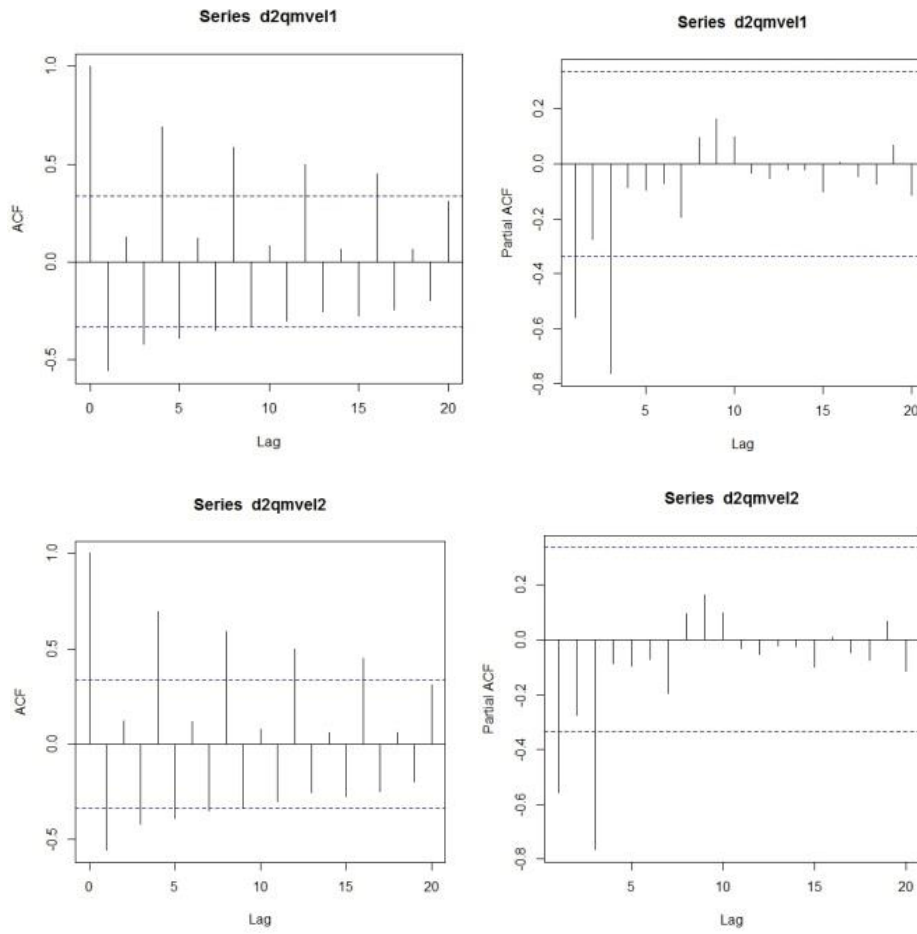 Series d2qmvel1
ACF
1.0
0.5
0.0
-0.5
0 5 10 15 20
Lag
Series d2qmvel1
Partial ACF
0.2
0.0
-0.2
-0.4
-0.6
-0.8
5 10 15 20
Lag
Series d2qmvel2
ACF
1.0
0.5
0.0
-0.5
0 5 10 15 20
Lag
Series d2qmvel2
Partial ACF
0.2
0.0
-0.2
-0.4
-0.6
-0.8
5 10 15 20
Lag